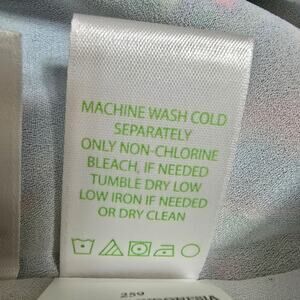 MACHINE WASH COLD
SEPARATELY
ONLY NON-CHLORINE
BLEACH, IF NEEDED
TUMBLE DRY LOW
LOW IRON IF NEEDED
OR DRY CLEAN
259